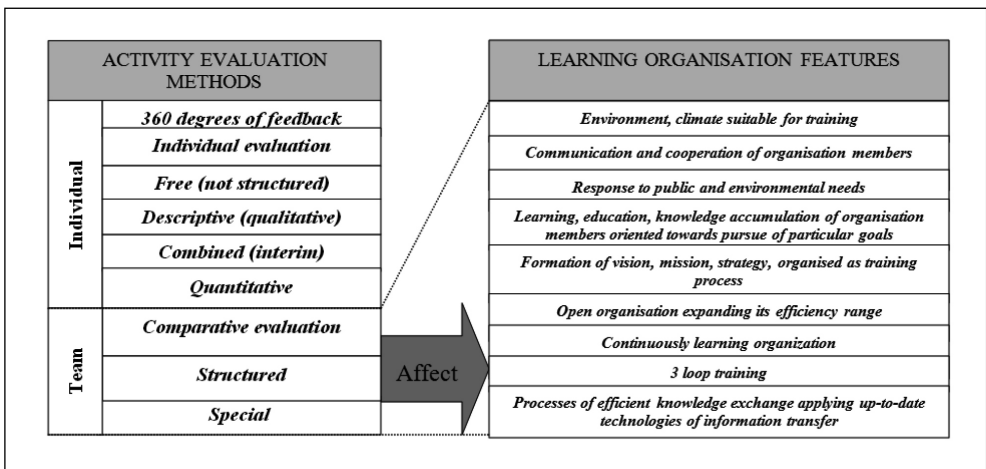 ACTIVITY EVALUATION
METHODS
Individual
360 degrees of feedback
Individual evaluation
Free (not structured)
Descriptive (qualitative)
Combined (interim)
Quantitative
Team
Comparative evaluation
Structured
Special
Affect
LEARNING ORGANISATION FEATURES
Environment, climate suitable for training
Communication and cooperation of organisation members
Response to public and environmental needs
Learning, education, knowledge accumulation of organisation
members oriented towards pursue of particular goals
Formation of vision, mission, strategy, organised as training
process
Open organisation expanding its efficiency range
Continuously learning organization
3 loop training
Processes of efficient knowledge exchange applying up-to-date
technologies of information transfer